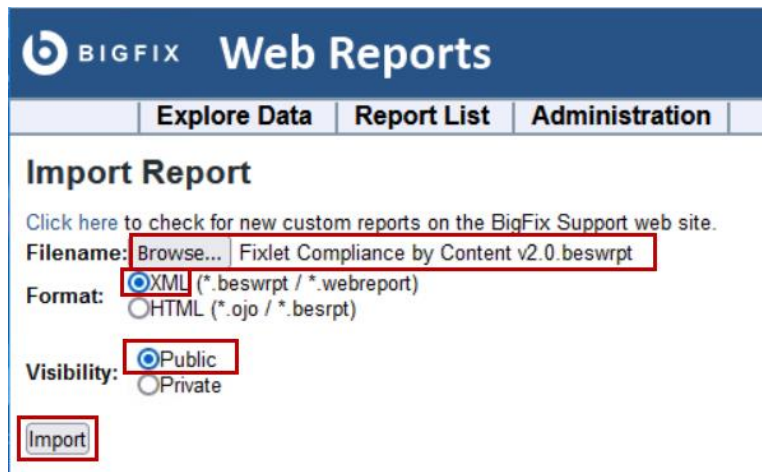 BIGFIX Web Reports
Explore Data Report List Administration
Import Report
Click here to check for new custom reports on the BigFix Support web site.
Filename: Browse... Fixlet Compliance by Content v2.0.beswrpt
Format: XML (*.beswrpt / *.webreport)
HTML (*.ojo / *.besrpt)
Visibility: Public
Private
Import